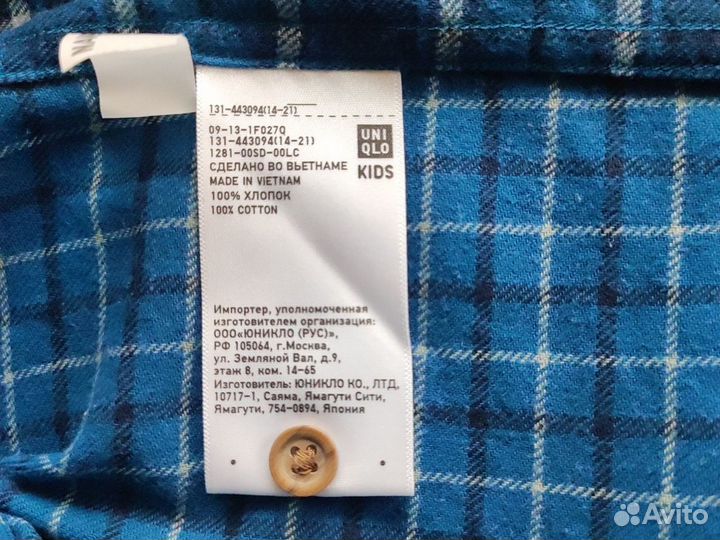 131-443094(14-21)
09-13-1F027Q
131-443094(14-21)
1281-00SD-00LC
СДЕЛАНО ВО ВЬЕТНАМЕ
MADE IN VIETNAM
100% ХЛОПОК
100% COTTON
UNI
QLO
KIDS
Импортер, уполномоченная
изготовителем организация:
ООО«ЮНИКЛО (РУС)»,
РФ 105064, г.Москва,
ул. Земляной Вал, д.9,
этаж 8, ком. 14-65
Изготовитель: ЮНИКЛО КО., ЛТД,
10717-1, Саяма, Ямагути Сити,
Ямагути, 754-0894, Япония
Avito